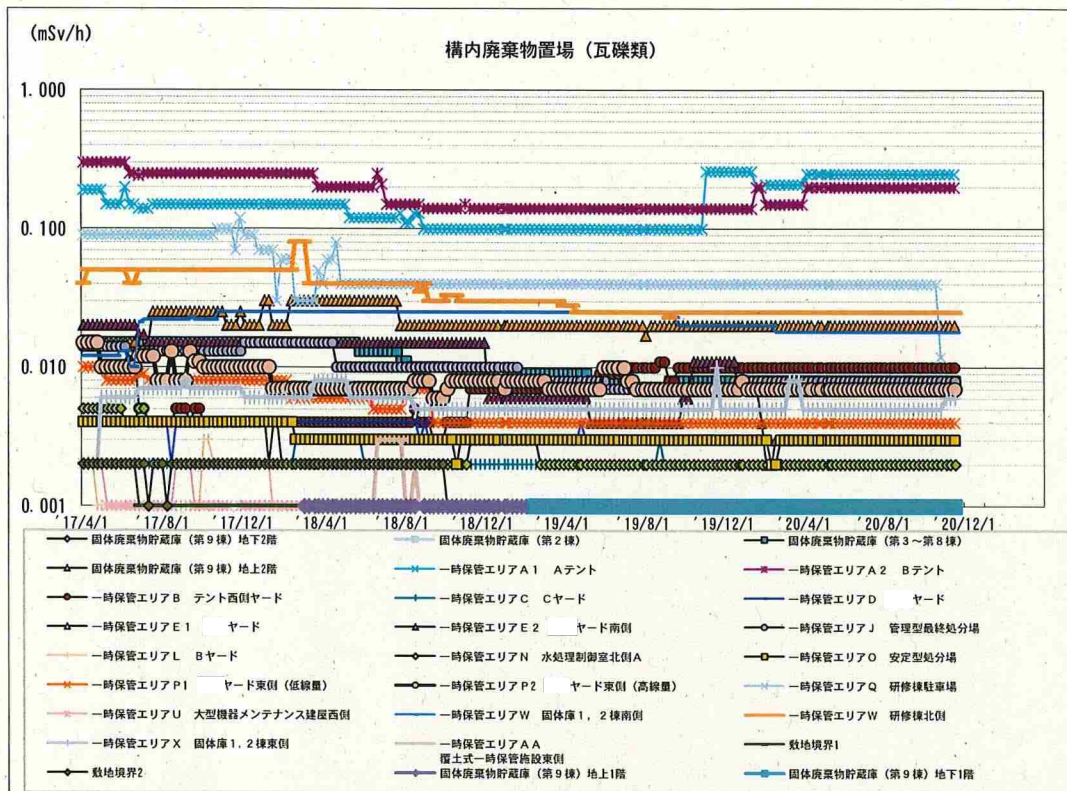 (mSv/h)
構内廃棄物置場(瓦礫類)
1.000
0.100
0.010
0.001
'17/4/1 '17/8/1 '17/12/1 '18/4/1 '18/8/1 '18/12/1 '19/4/1 '19/8/1 '19/12/1 '20/4/1 '20/8/1 '20/12/1
固体廃棄物貯蔵庫(第9棟)地下2階 固体廃棄物貯蔵庫(第2棟) 固体廃棄物貯蔵庫(第3~第8棟)
固体廃棄物貯蔵庫(第9棟)地上2階 一時保管エリアA1 Aテント 一時保管エリアA2 Bテント
一時保管エリアB テント西側ヤード 一時保管エリアC Cヤード 一時保管エリアD ヤード
一時保管エリアE1 ヤード 一時保管エリアE2 ヤード南側 一時保管エリアJ 管理型最終処分場
一時保管エリアL Bヤード 一時保管エリアN 水処理制御室北側A 一時保管エリアO 安定型処分場
一時保管エリアP1 ヤード東側(低線量) 一時保管エリアP2 ヤード東側(高線量) 一時保管エリアQ 研修棟駐車場
一時保管エリアU 大型機器メンテナンス建屋西側 一時保管エリアW 固体庫1,2棟南側 一時保管エリアW 研修棟北側
一時保管エリアX 固体庫1,2棟東側 一時保管エリアAA 敷地境界1
覆土式一時保管施設東側
敷地境界2 固体廃棄物貯蔵庫(第9棟)地上1階 固体廃棄物貯蔵庫(第9棟)地下1階